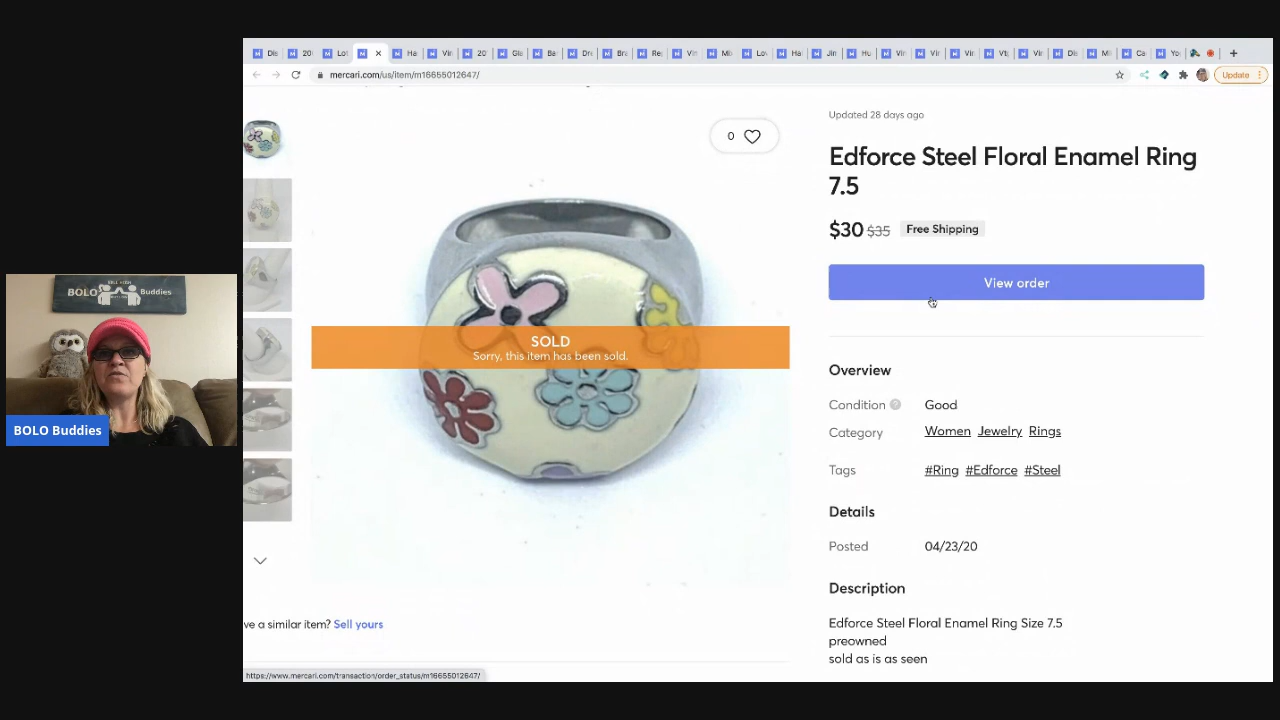 mercari.com/us/item/m16655012647/
Update
Updated 28 days ago
Edforce Steel Floral Enamel Ring
7.5
$30 $35 Free Shipping
View order
0
SOLD
Sorry, this item has been sold.
Overview
Condition Good
Category Women Jewelry Rings
Tags #Ring #Edforce #Steel
Details
Posted 04/23/20
Description
Edforce Steel Floral Enamel Ring Size 7.5
preowned
sold as is as seen
ve a similar item? Sell yours
https://www.mercari.com/transaction/order_status/m16655012647/
BOLO Buddies
BOLO Buddies